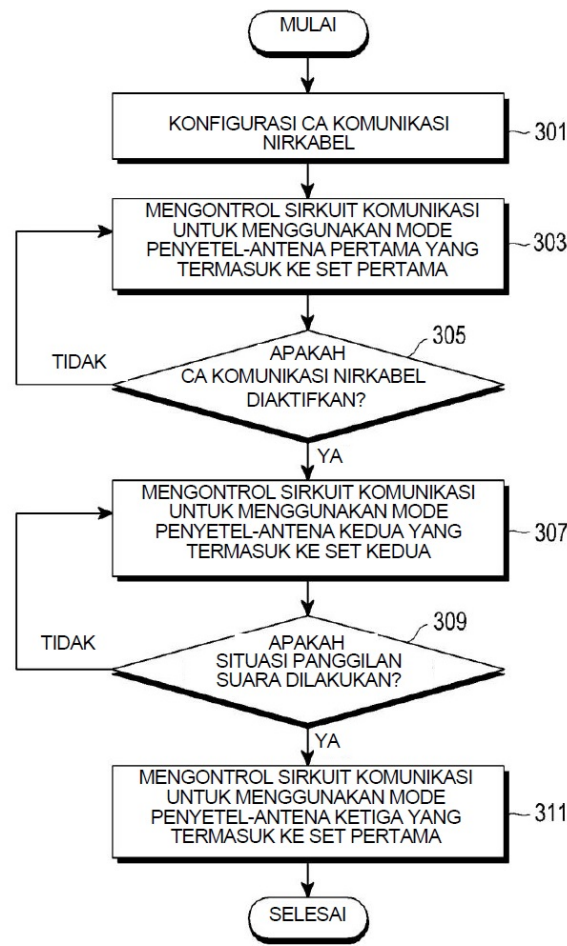 MULAI
KONFIGURASI CA KOMUNIKASI
NIRKABEL
301
MENGONTROL SIRKUIT KOMUNIKASI
UNTUK MENGGUNAKAN MODE
PENYETEL-ANTENA PERTAMA YANG
TERMASUK KE SET PERTAMA
303
305
APAKAH
CA KOMUNIKASI NIRKABEL
DIAKTIFKAN?
TIDAK
YA
MENGONTROL SIRKUIT KOMUNIKASI
UNTUK MENGGUNAKAN MODE
PENYETEL-ANTENA KEDUA YANG
TERMASUK KE SET KEDUA
307
309
APAKAH
SITUASI PANGGILAN
SUARA DILAKUKAN?
TIDAK
YA
MENGONTROL SIRKUIT KOMUNIKASI
UNTUK MENGGUNAKAN MODE
PENYETEL-ANTENA KETIGA YANG
TERMASUK KE SET PERTAMA
311
SELESAI